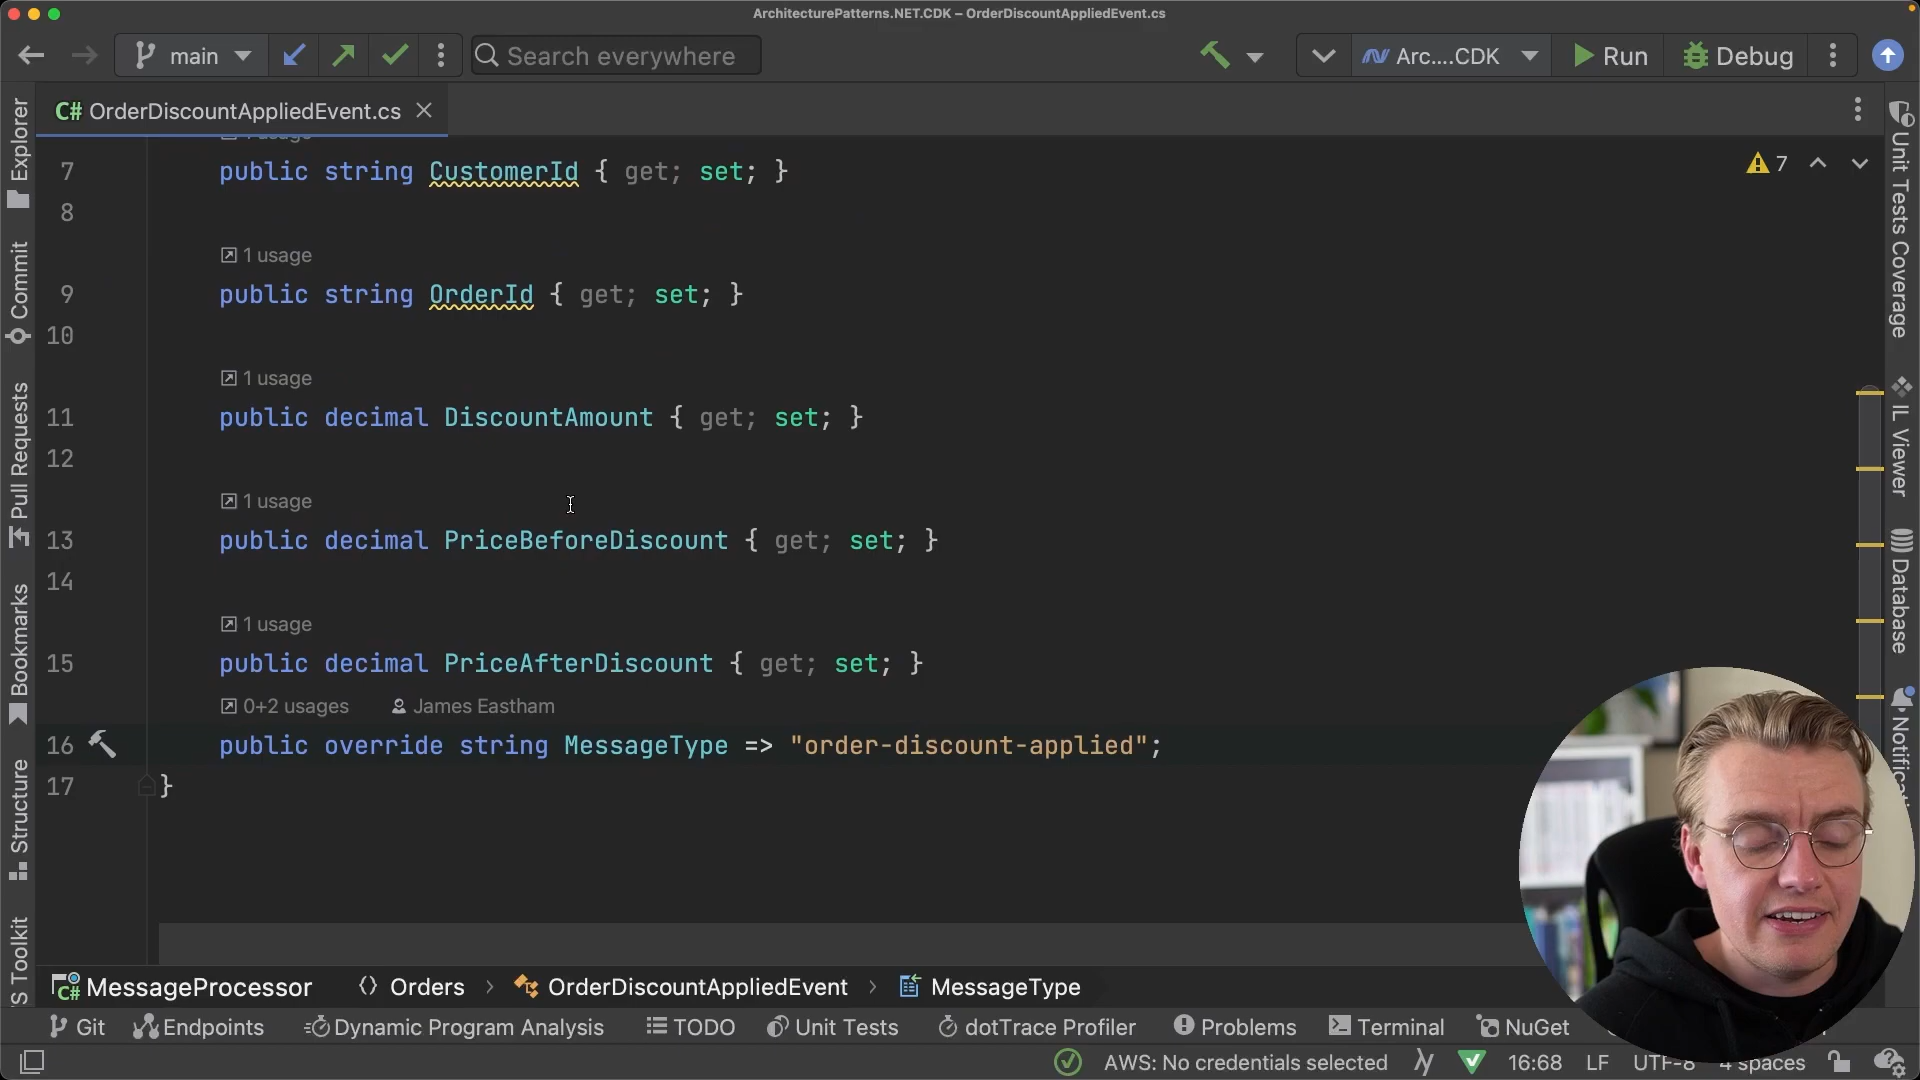 ArchitecturePatterns.NET.CDK – OrderDiscountAppliedEvent.cs
main
Search everywhere
Arc....CDK
Run
Debug
C# OrderDiscountAppliedEvent.cs
7 public string CustomerId { get; set; }
7
8
1 usage
9 public string OrderId { get; set; }
10
1 usage
11 public decimal DiscountAmount { get; set; }
12
1 usage
13 public decimal PriceBeforeDiscount { get; set; }
14
1 usage
15 public decimal PriceAfterDiscount { get; set; }
0+2 usages James Eastham
16 public override string MessageType => "order-discount-applied";
17 }
Explorer
Commit
Pull Requests
Bookmarks
Structure
S Toolkit
Unit Tests Coverage
IL Viewer
Database
C# MessageProcessor
Orders
OrderDiscountAppliedEvent
MessageType
Git
Endpoints
Dynamic Program Analysis
TODO
Unit Tests
dotTrace Profiler
Problems
Terminal
NuGet
AWS: No credentials selected
16:68
LF
UTF-8
4 spaces